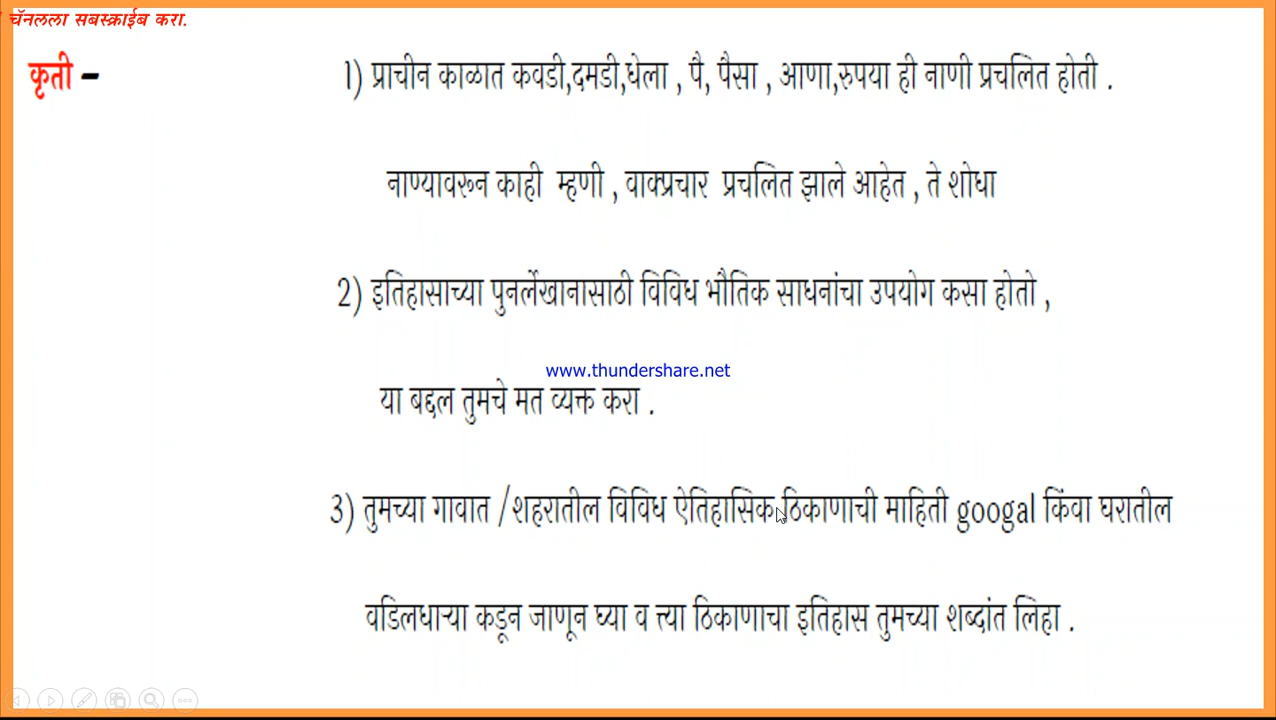 चॅनलला सबस्क्राईब करा.
कृती – 1) प्राचीन काळात कवडी,दमडी,धेला , पै, पैसा , आणा,रुपया ही नाणी प्रचलित होती .
नाण्यावरून काही म्हणी , वाक्प्रचार प्रचलित झाले आहेत , ते शोधा
2) इतिहासाच्या पुनर्लेखानासाठी विविध भौतिक साधनांचा उपयोग कसा होतो ,
www.thundershare.net
या बद्दल तुमचे मत व्यक्त करा .
3) तुमच्या गावात /शहरातील विविध ऐतिहासिक ठिकाणाची माहिती googal किंवा घरातील
वडिलधाऱ्या कडून जाणून घ्या व त्या ठिकाणाचा इतिहास तुमच्या शब्दांत लिहा .